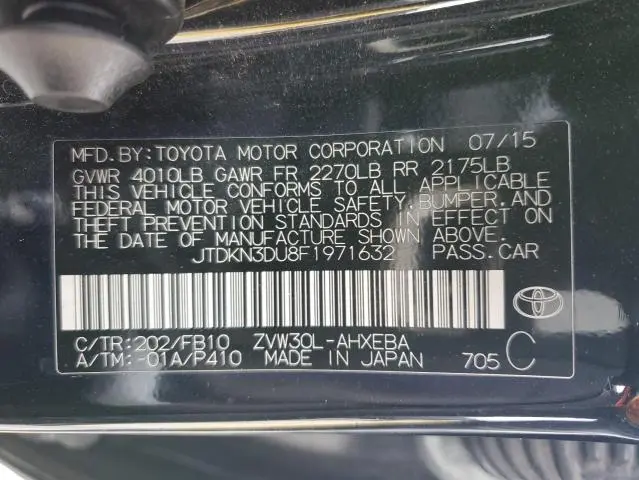 MFD.BY:TOYOTA MOTOR CORPORATION 07/15
GVWR 4010LB GAWR FR 2270LB RR 2175LB
THIS VEHICLE CONFORMS TO ALL APPLICABLE
FEDERAL MOTOR VEHICLE SAFETY,BUMPER,AND
THEFT PREVENTION STANDARDS IN EFFECT ON
THE DATE OF MANUFACTURE SHOWN ABOVE.
JTDKN3DU8F1971632 PASS.CAR
C/TR:202/FB10 ZVW30L-AHXEBA
A/TM:-01A/P410 MADE IN JAPAN 705 C